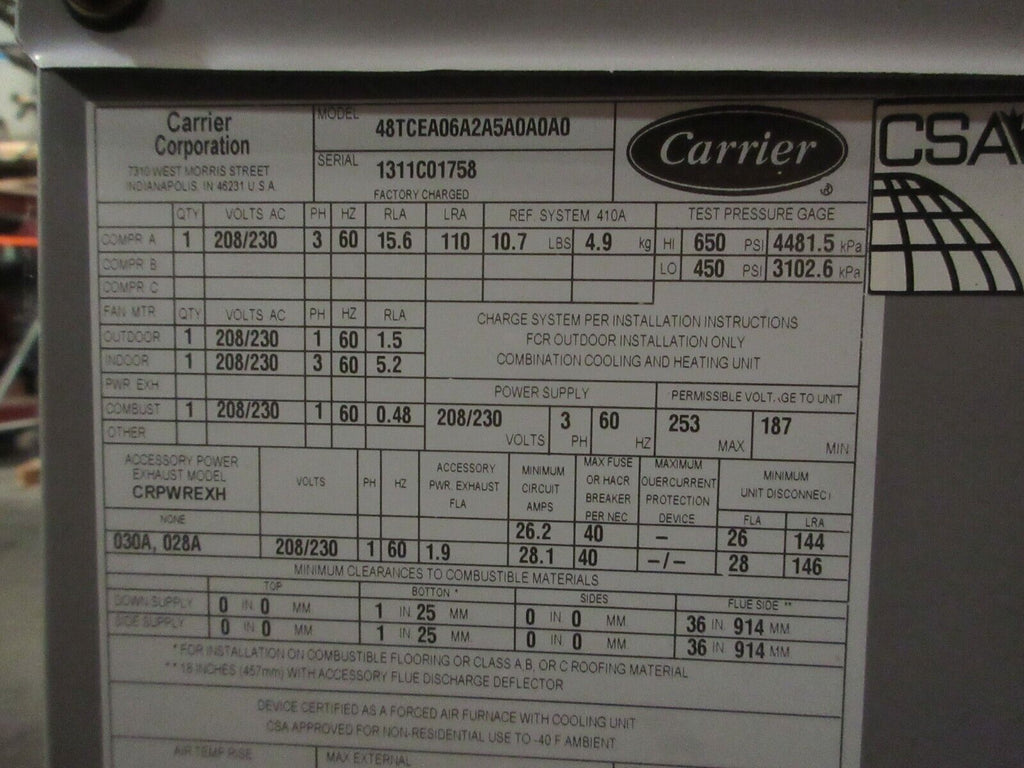 Carrier
Corporation
7310 WEST MORRIS STREET
INDIANAPOLIS, IN 46231 U.S.A.
MODEL 48TCEA06A2A5A0A0A0
SERIAL 1311C01758
FACTORY CHARGED
Carrier
CSA
QTY VOLTS AC PH HZ RLA LRA REF. SYSTEM 410A TEST PRESSURE GAGE
COMPR A 1 208/230 3 60 15.6 110 10.7 LBS 4.9 kg HI 650 PSI 4481.5 kPa
COMPR B LO 450 PSI 3102.6 kPa
COMPR C
FAN MTR QTY VOLTS AC PH HZ RLA
OUTDOOR 1 208/230 1 60 1.5
INDOOR 1 208/230 3 60 5.2
PWR EXH
COMBUST 1 208/230 1 60 0.48
OTHER
CHARGE SYSTEM PER INSTALLATION INSTRUCTIONS
FOR OUTDOOR INSTALLATION ONLY
COMBINATION COOLING AND HEATING UNIT
POWER SUPPLY
208/230 VOLTS 3 PH 60 HZ
PERMISSIBLE VOLT. GE TO UNIT
253 MAX 187 MIN
ACCESSORY POWER
EXHAUST MODEL
CRPWREXH
VOLTS PH HZ
ACCESSORY
PWR. EXHAUST
FLA
MINIMUM
CIRCUIT
AMPS
MAX FUSE
OR HACR
BREAKER
PER NEC
MAXIMUM
OUERCURRENT
PROTECTION
DEVICE
MINIMUM
UNIT DISCONNECT
FLA LRA
NONE 26.2 40 – 26 144
030A, 028A 208/230 1 60 1.9 28.1 40 –/– 28 146
MINIMUM CLEARANCES TO COMBUSTIBLE MATERIALS
TOP BOTTON * SIDES FLUE SIDE **
DOWN SUPPLY 0 IN 0 MM 1 IN 25 MM 0 IN 0 MM 36 IN 914 MM
SIDE SUPPLY 0 IN 0 MM 1 IN 25 MM 0 IN 0 MM 36 IN 914 MM
* FOR INSTALLATION ON COMBUSTIBLE FLOORING OR CLASS A B, OR C ROOFING MATERIAL
** 18 INCHES (457mm) WITH ACCESSORY FLUE DISCHARGE DEFLECTOR
DEVICE CERTIFIED AS A FORCED AIR FURNACE WITH COOLING UNIT
CSA APPROVED FOR NON-RESIDENTIAL USE TO -40 F AMBIENT
AIR TEMP RISE MAX EXTERNAL